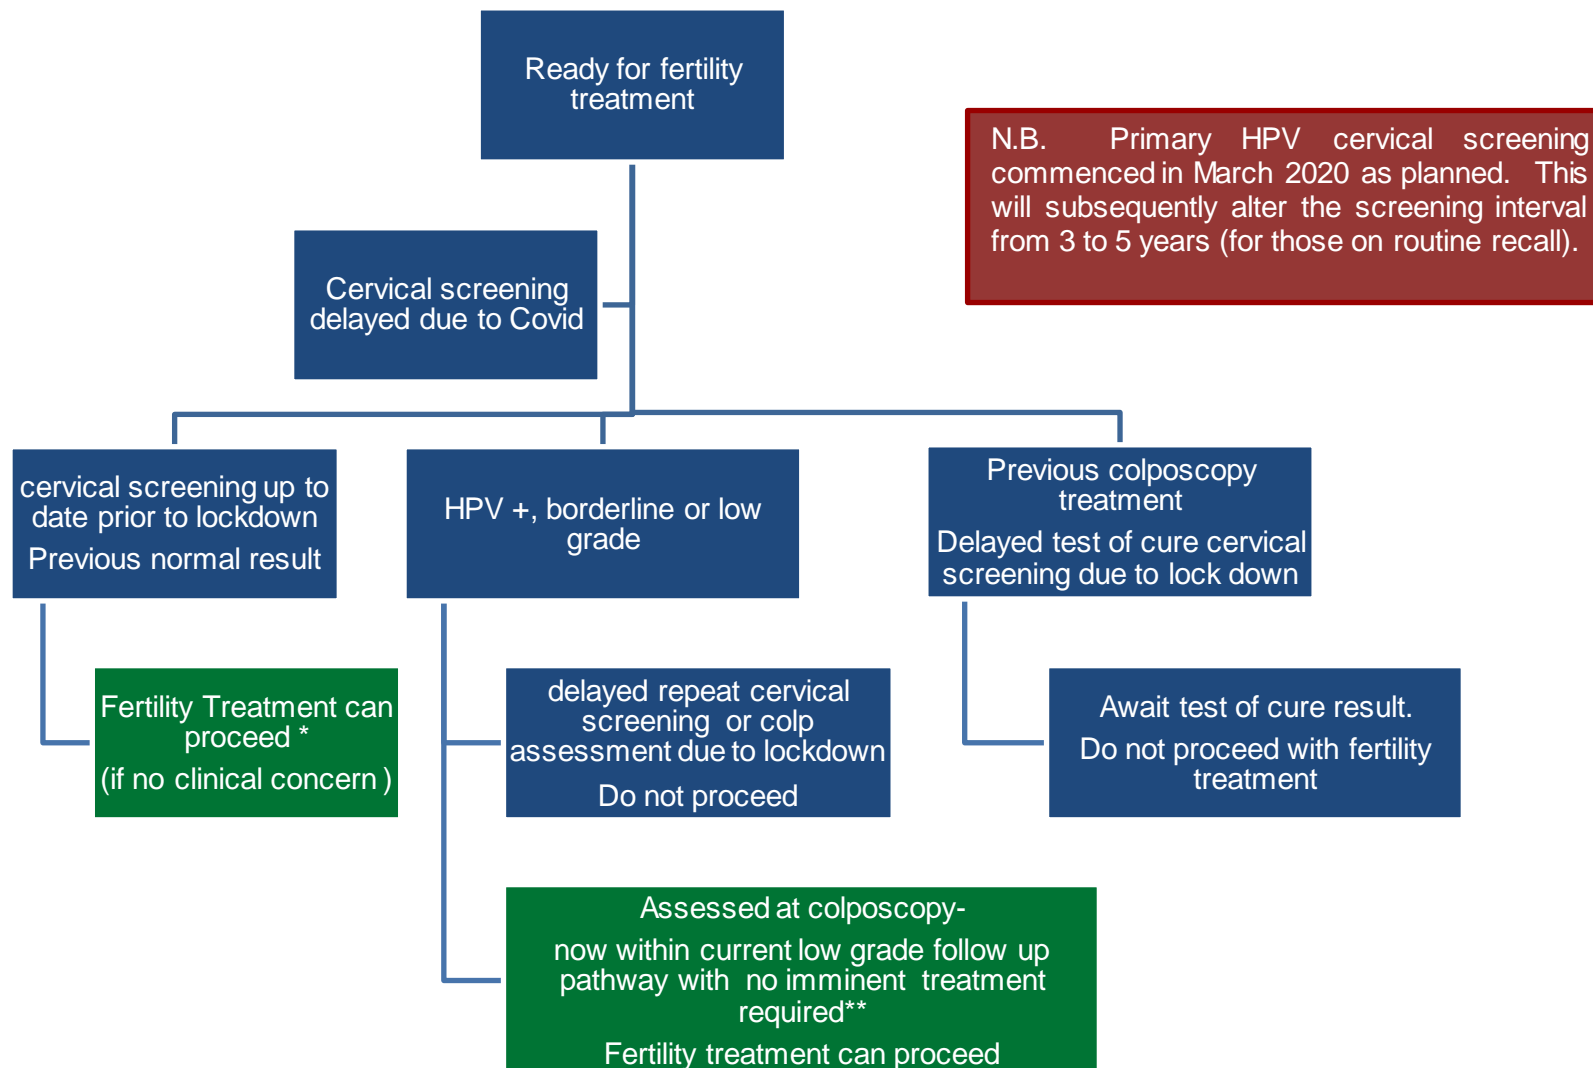 Ready for fertility
treatment
N.B. Primary HPV cervical screening
commenced in March 2020 as planned. This
will subsequently alter the screening interval
from 3 to 5 years (for those on routine recall).
Cervical screening
delayed due to Covid
cervical screening up to
date prior to lockdown
Previous normal result
HPV +, borderline or low
grade
Previous colposcopy
treatment
Delayed test of cure cervical
screening due to lock down
Fertility Treatment can
proceed *
(if no clinical concern )
delayed repeat cervical
screening or colp
assessment due to lockdown
Do not proceed
Await test of cure result.
Do not proceed with fertility
treatment
Assessed at colposcopy-
now within current low grade follow up
pathway with no imminent treatment
required**
Fertility treatment can proceed